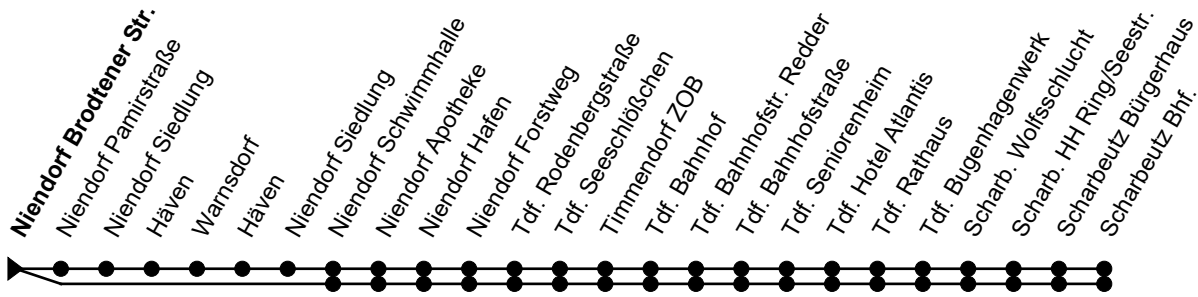 Niendorf Brodtener Str.
Niendorf Pamirstraße
Niendorf Siedlung
Häven
Warnsdorf
Häven
Niendorf Siedlung
Niendorf Schwimmhalle
Niendorf Apotheke
Niendorf Hafen
Niendorf Forstweg
Tdf. Rodenbergstraße
Tdf. Seeschlößchen
Timmendorf ZOB
Tdf. Bahnhof
Tdf. Bahnhofstr. Redder
Tdf. Bahnhofstraße
Tdf. Seniorenheim
Tdf. Hotel Atlantis
Tdf. Rathaus
Tdf. Bugenhagenwerk
Scharb. Wolfsschlucht
Scharb. HH Ring/Seestr.
Scharbeutz Bürgerhaus
Scharbeutz Bhf.